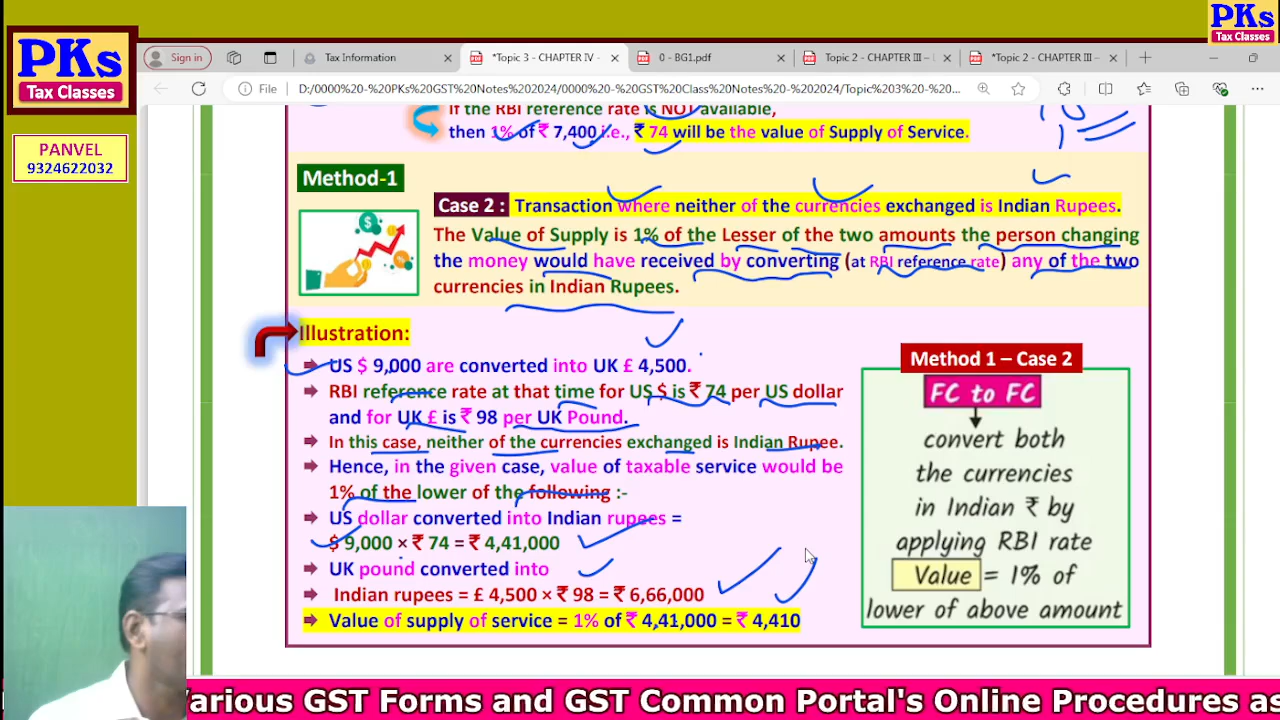 PKs
Tax Classes
PKs
Tax Classes
PANVEL
9324622032
Sign in
Tax Information
*Topic 3 - CHAPTER IV -
0 - BG1.pdf
Topic 2 - CHAPTER III – L
*Topic 2 - CHAPTER III –
File
D:/0000%20-%20PKs%20GST%20Notes%202024/0000%20-%20GST%20Class%20Notes%20-%202024/Topic%203%20-%20...
If the RBI reference rate is NOT available,
then 1% of ₹ 7,400 i.e., ₹ 74 will be the value of Supply of Service.
Method-1
Case 2 : Transaction where neither of the currencies exchanged is Indian Rupees.
The Value of Supply is 1% of the Lesser of the two amounts the person changing
the money would have received by converting (at RBI reference rate) any of the two
currencies in Indian Rupees.
Illustration:
US $ 9,000 are converted into UK £ 4,500.
RBI reference rate at that time for US $ is ₹ 74 per US dollar
and for UK £ is ₹ 98 per UK Pound.
In this case, neither of the currencies exchanged is Indian Rupee.
Hence, in the given case, value of taxable service would be
1% of the lower of the following :-
US dollar converted into Indian rupees =
$ 9,000 × ₹ 74 = ₹ 4,41,000
UK pound converted into
Indian rupees = £ 4,500 × ₹ 98 = ₹ 6,66,000
Value of supply of service = 1% of ₹ 4,41,000 = ₹ 4,410
Method 1 – Case 2
FC to FC
convert both
the currencies
in Indian ₹ by
applying RBI rate
Value = 1% of
lower of above amount
Various GST Forms and GST Common Portal's Online Procedures as